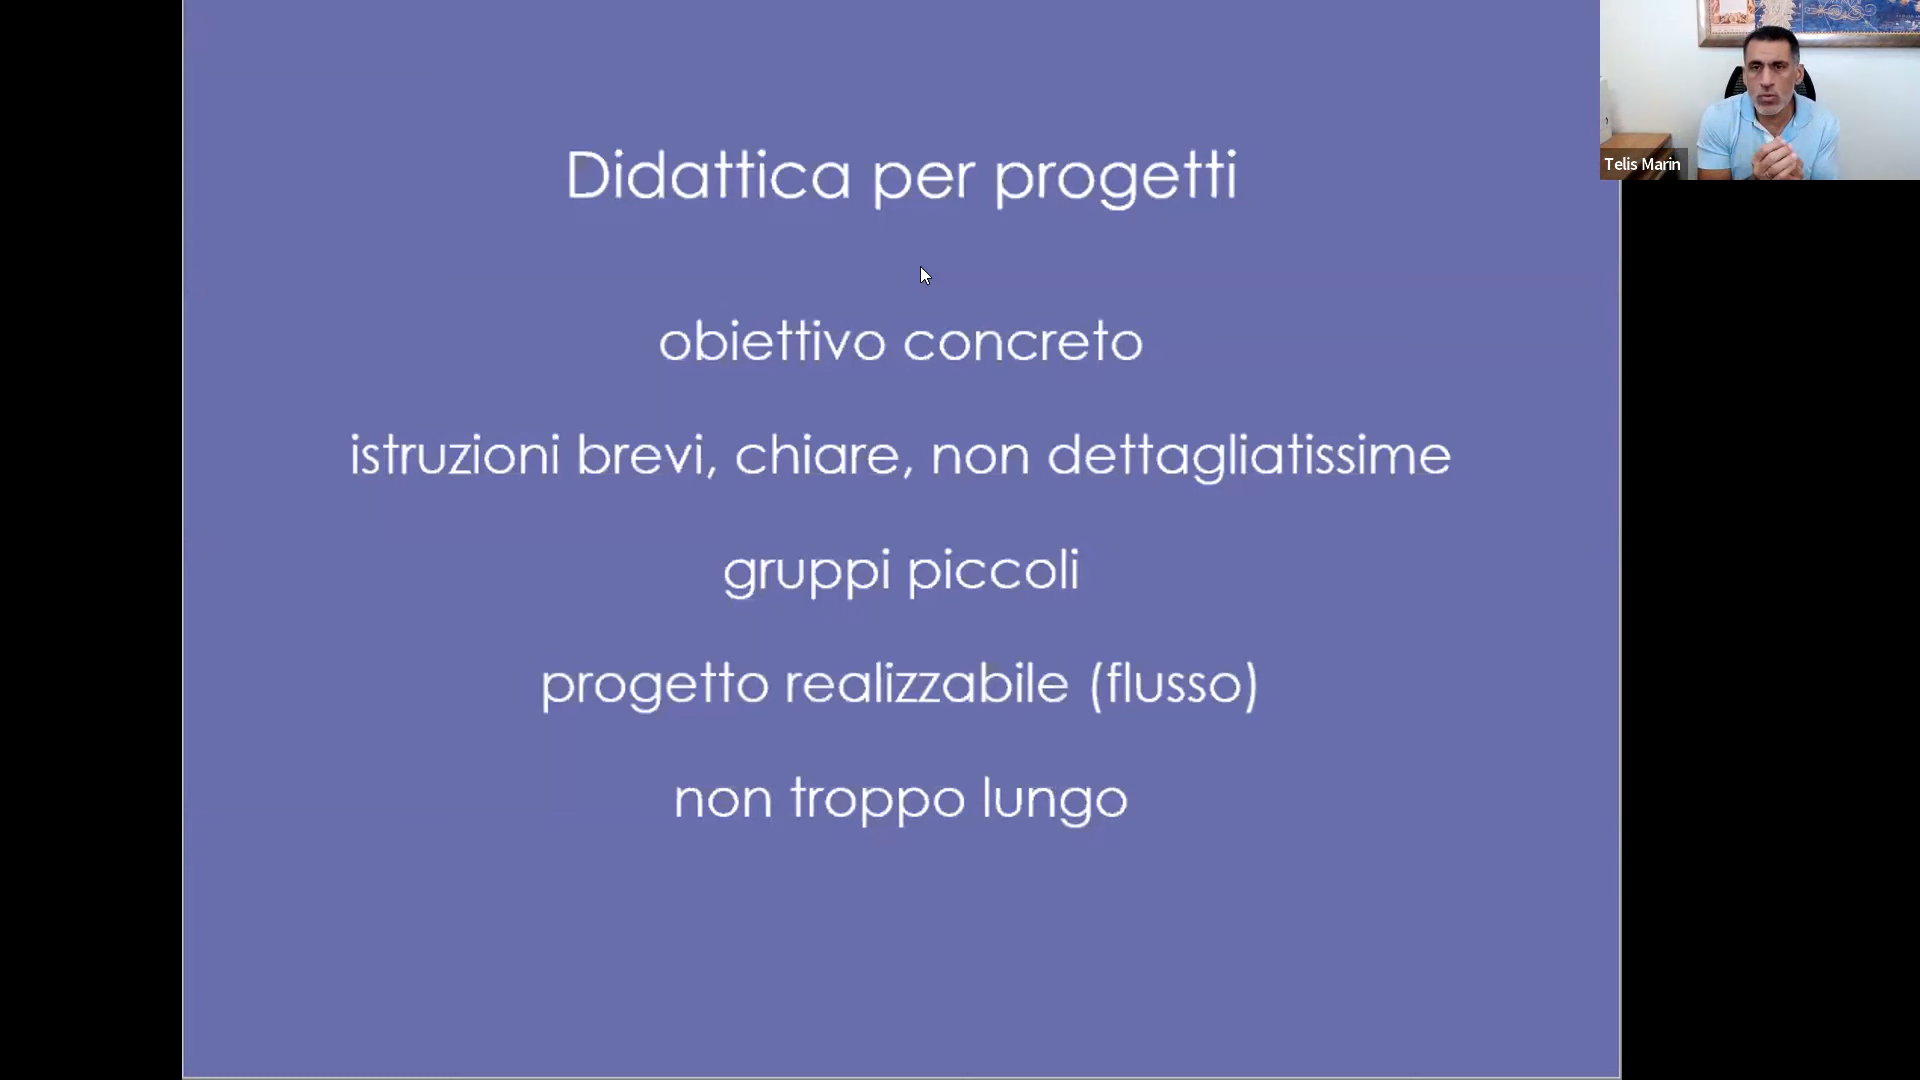 Didattica per progetti
obiettivo concreto
istruzioni brevi, chiare, non dettagliatissime
gruppi piccoli
progetto realizzabile (flusso)
non troppo lungo
Telis Marin